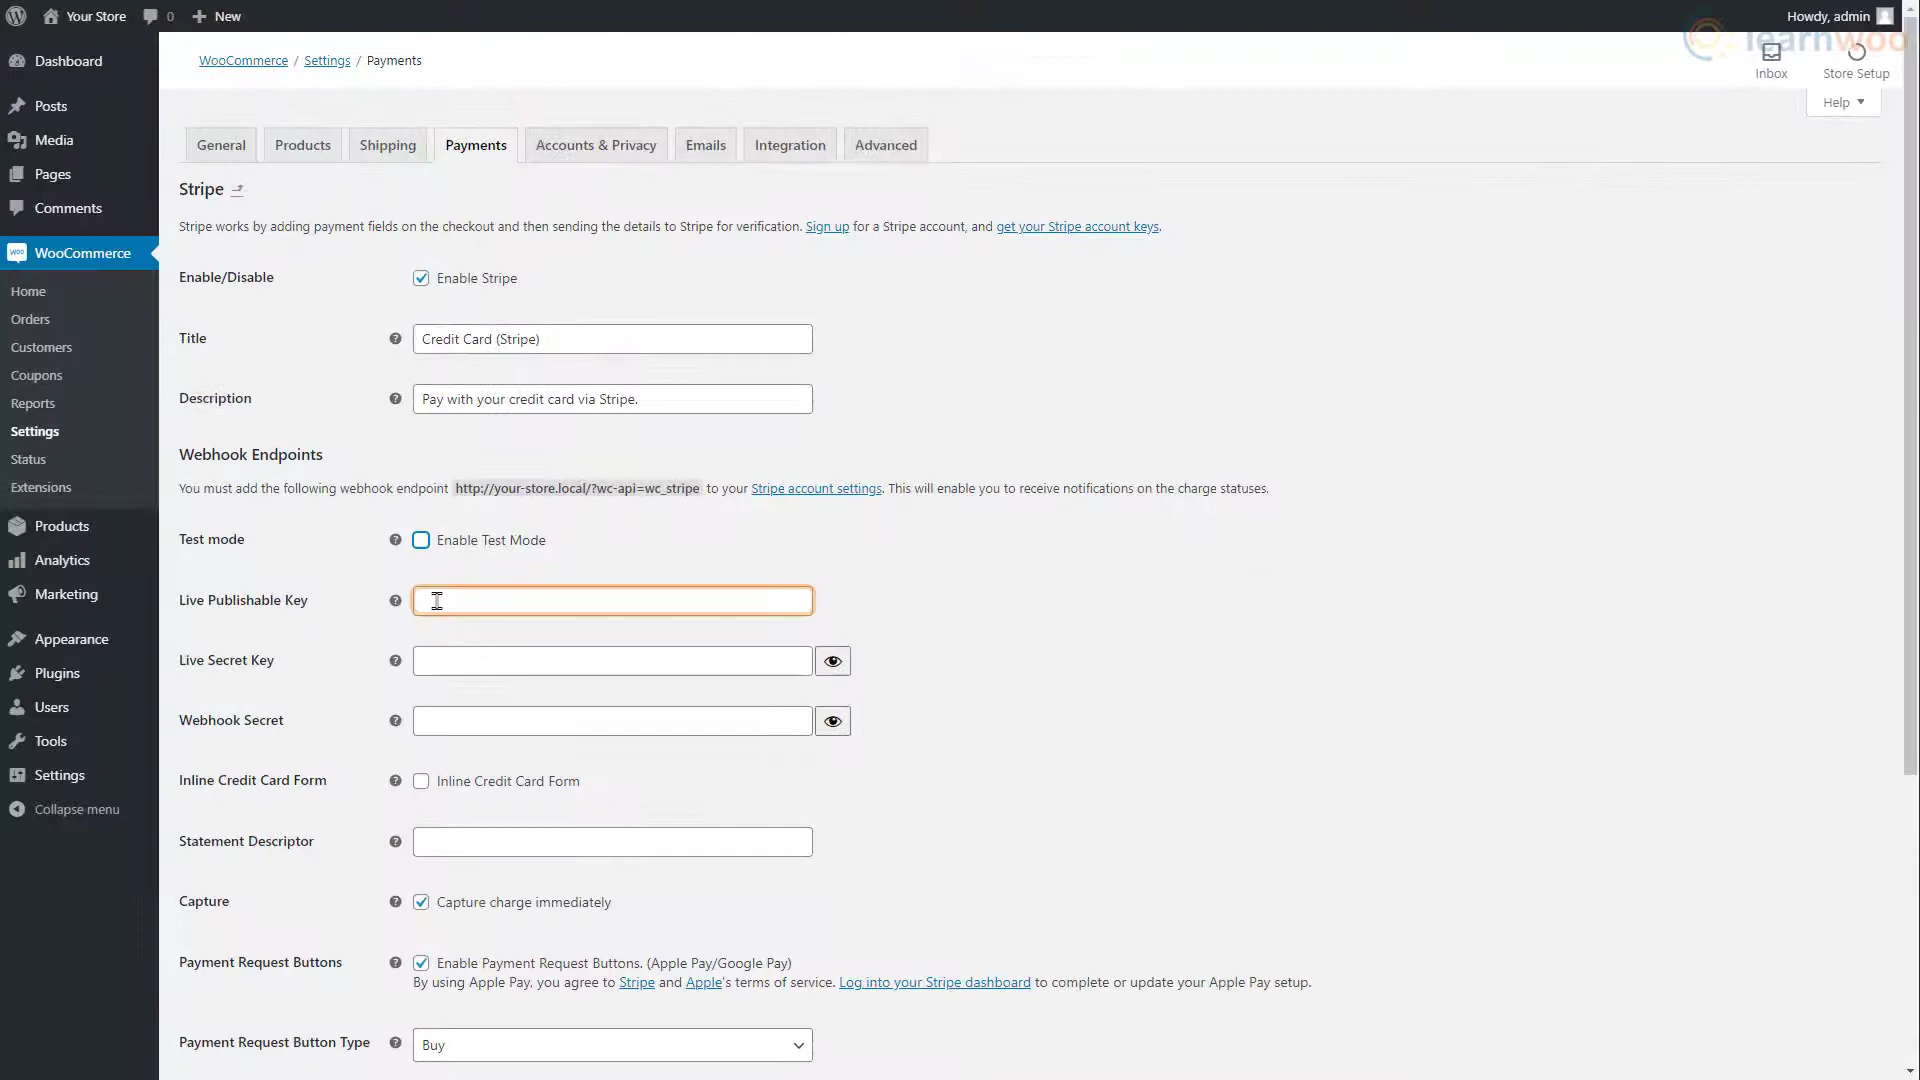 Your Store 0 New Howdy, admin
learnwoo
Dashboard
Posts
Media
Pages
Comments
WooCommerce
Home
Orders
Customers
Coupons
Reports
Settings
Status
Extensions
Products
Analytics
Marketing
Appearance
Plugins
Users
Tools
Settings
Collapse menu
WooCommerce / Settings / Payments
Inbox
Store Setup
Help
General Products Shipping Payments Accounts & Privacy Emails Integration Advanced
Stripe
Stripe works by adding payment fields on the checkout and then sending the details to Stripe for verification. Sign up for a Stripe account, and get your Stripe account keys.
Enable/Disable Enable Stripe
Title Credit Card (Stripe)
Description Pay with your credit card via Stripe.
Webhook Endpoints
You must add the following webhook endpoint http://your-store.local/?wc-api=wc_stripe to your Stripe account settings. This will enable you to receive notifications on the charge statuses.
Test mode Enable Test Mode
Live Publishable Key
Live Secret Key
Webhook Secret
Inline Credit Card Form Inline Credit Card Form
Statement Descriptor
Capture Capture charge immediately
Payment Request Buttons Enable Payment Request Buttons. (Apple Pay/Google Pay)
By using Apple Pay, you agree to Stripe and Apple's terms of service. Log into your Stripe dashboard to complete or update your Apple Pay setup.
Payment Request Button Type Buy